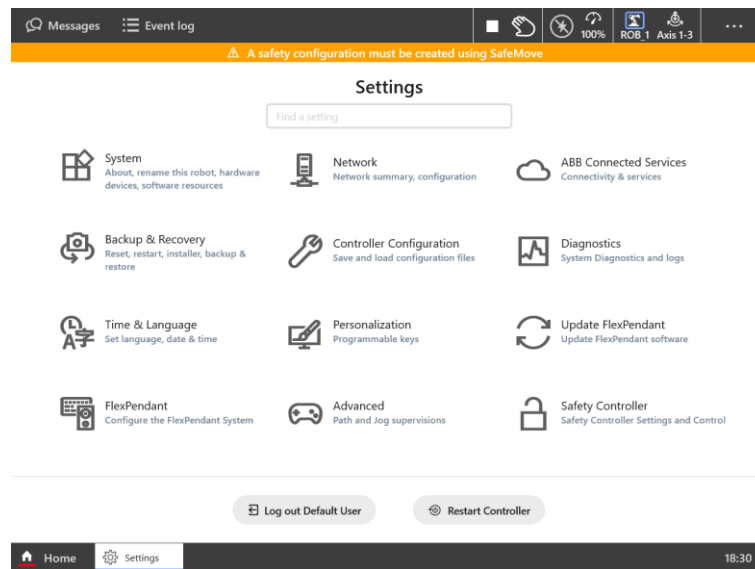 Messages
Event log
100%
ROB_1
Axis 1-3
...
A safety configuration must be created using SafeMove
Settings
Find a setting
System
About, rename this robot, hardware
devices, software resources
Network
Network summary, configuration
ABB Connected Services
Connectivity & services
Backup & Recovery
Reset, restart, installer, backup &
restore
Controller Configuration
Save and load configuration files
Diagnostics
System Diagnostics and logs
Time & Language
Set language, date & time
Personalization
Programmable keys
Update FlexPendant
Update FlexPendant software
FlexPendant
Configure the FlexPendant System
Advanced
Path and Jog supervisions
Safety Controller
Safety Controller Settings and Control
Log out Default User
Restart Controller
Home
Settings
18:30